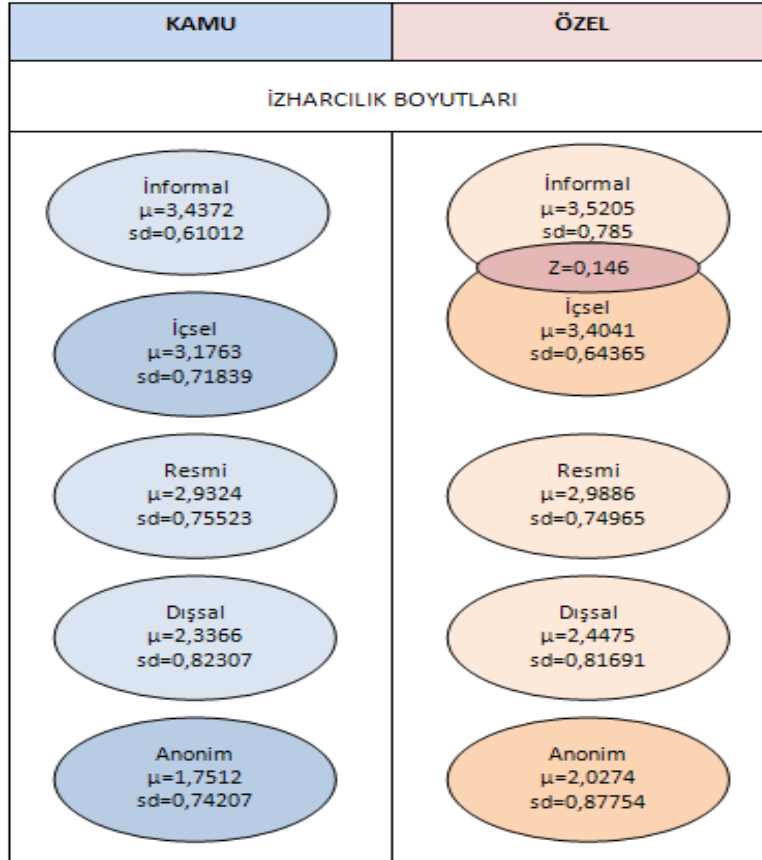 KAMU
ÖZEL
İZHARCILIK BOYUTLARI
İnformal
μ=3,4372
sd=0,61012
İçsel
μ=3,1763
sd=0,71839
Resmi
μ=2,9324
sd=0,75523
Dışsal
μ=2,3366
sd=0,82307
Anonim
μ=1,7512
sd=0,74207
İnformal
μ=3,5205
sd=0,785
Z=0,146
İçsel
μ=3,4041
sd=0,64365
Resmi
μ=2,9886
sd=0,74965
Dışsal
μ=2,4475
sd=0,81691
Anonim
μ=2,0274
sd=0,87754